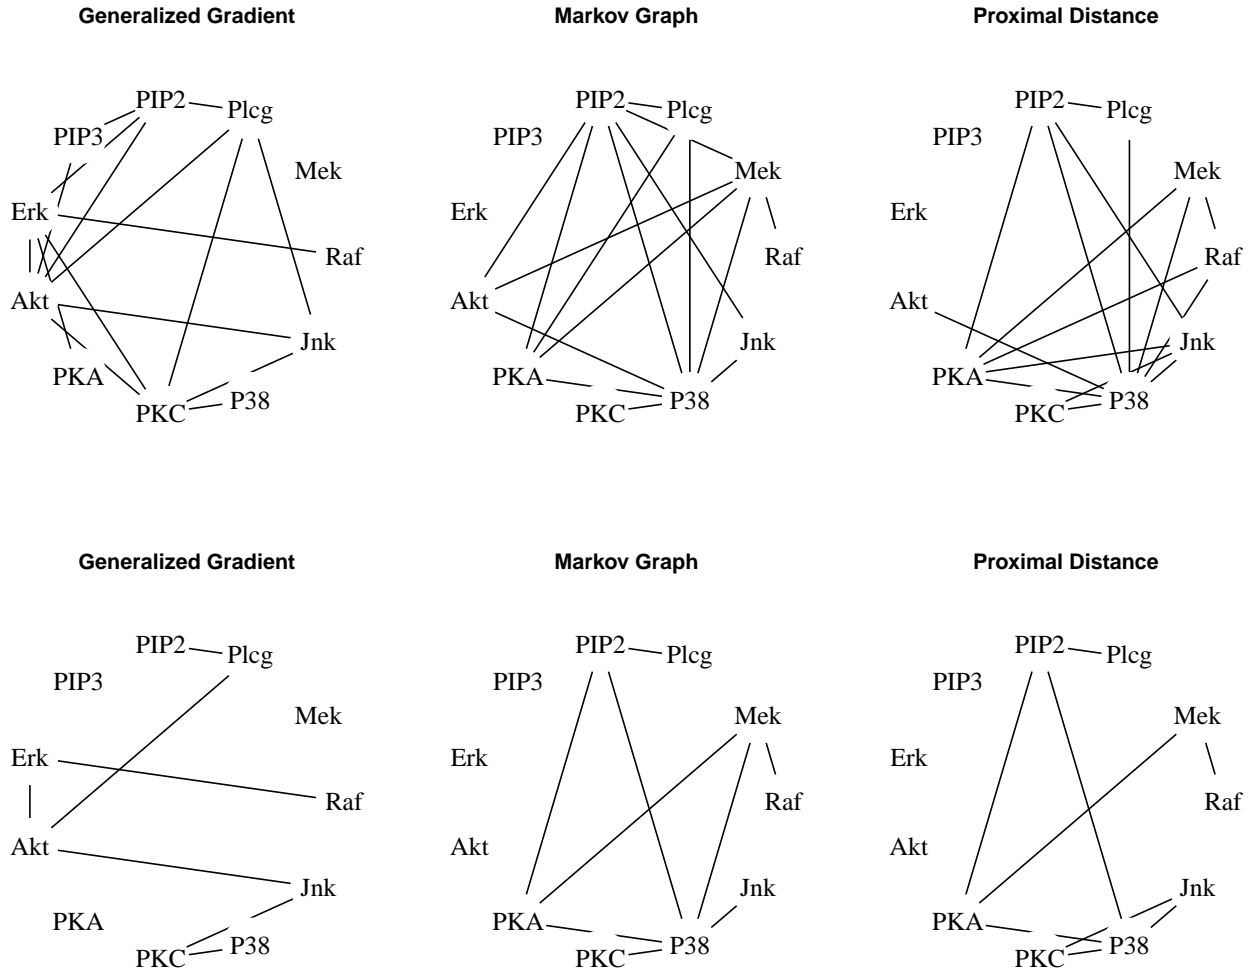 Generalized Gradient Markov Graph Proximal Distance
PIP2 PIP2 PIP2
Plcg Plcg Plcg
PIP3 PIP3 PIP3
Mek Mek Mek
Erk Erk Erk
Raf Raf Raf
Akt Akt Akt
Jnk Jnk Jnk
PKA PKA PKA
P38 P38 P38
PKC PKC PKC
Generalized Gradient Markov Graph Proximal Distance
PIP2 PIP2 PIP2
Plcg Plcg Plcg
PIP3 PIP3 PIP3
Mek Mek Mek
Erk Erk Erk
Raf Raf Raf
Akt Akt Akt
Jnk Jnk Jnk
PKA PKA PKA
P38 P38 P38
PKC PKC PKC